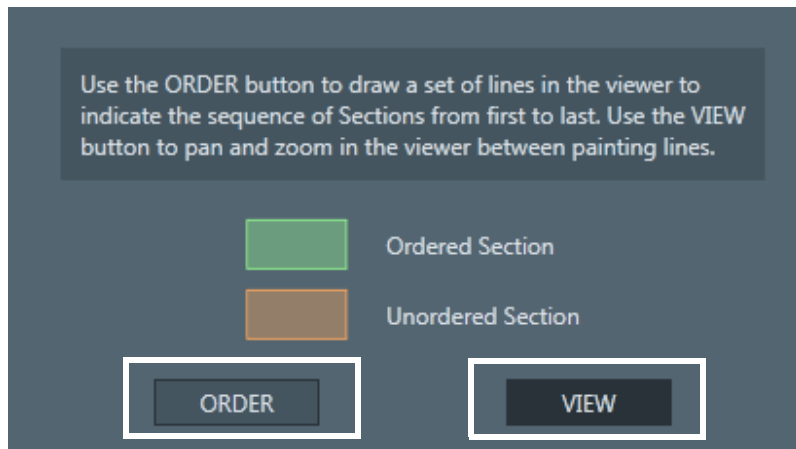 Use the ORDER button to draw a set of lines in the viewer to
indicate the sequence of Sections from first to last. Use the VIEW
button to pan and zoom in the viewer between painting lines.
Ordered Section
Unordered Section
ORDER
VIEW